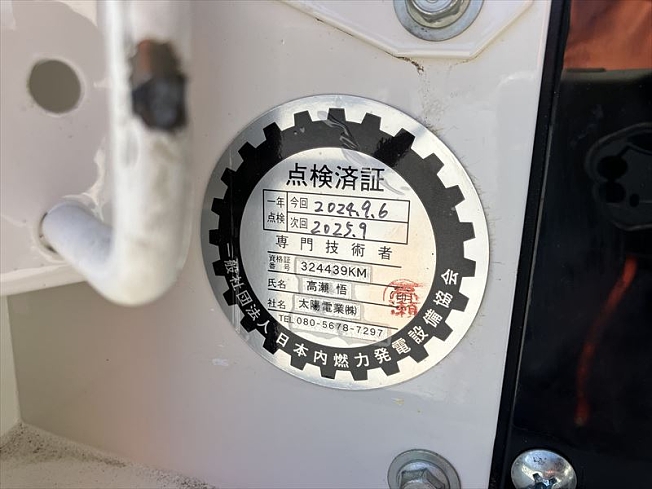 点検済証
一年点検 今回 2024.9.6
次回 2025.9
専門技術者
資格証番号 324439KM
氏名 高瀬 悟
社名 太陽電業㈱
TEL 080-5678-7297
高瀬
一般社団法人日本内燃力発電設備協会